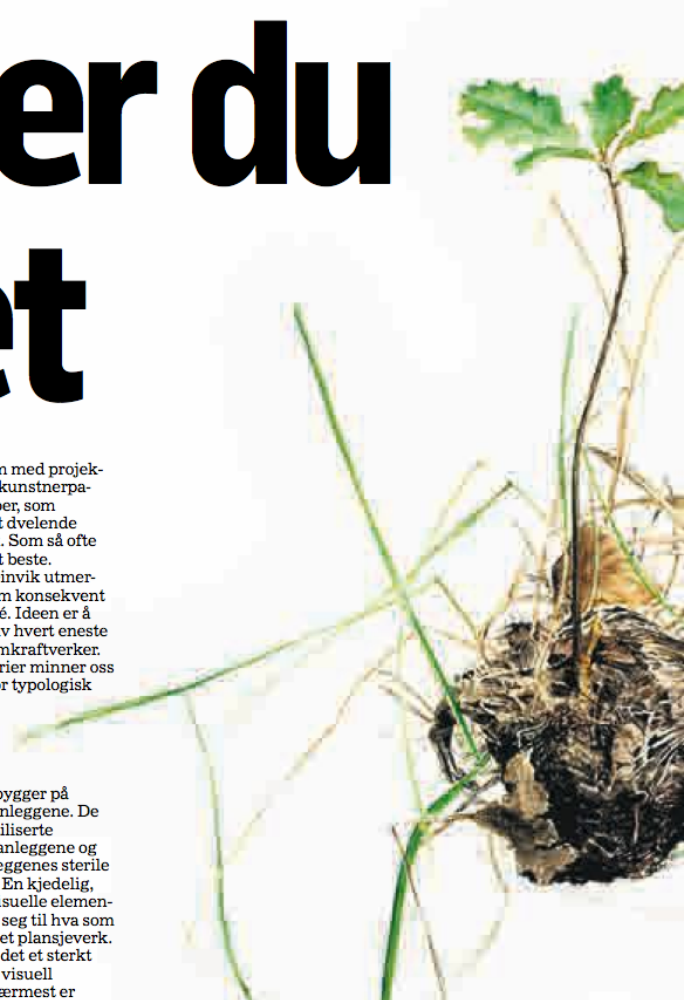 er du
et
m med projek-
kunstnerpa-
per, som
t dvelende
. Som så ofte
t beste.
invik utmer-
m konsekvent
é. Ideen er å
v hvert eneste
mkraftverker.
rier minner oss
or typologisk
bygger på
nleggene. De
iliserte
anleggene og
eggenes sterile
En kjedelig,
suelle elemen-
seg til hva som
et plansjeverk.
det et sterkt
visuell
ærmest er